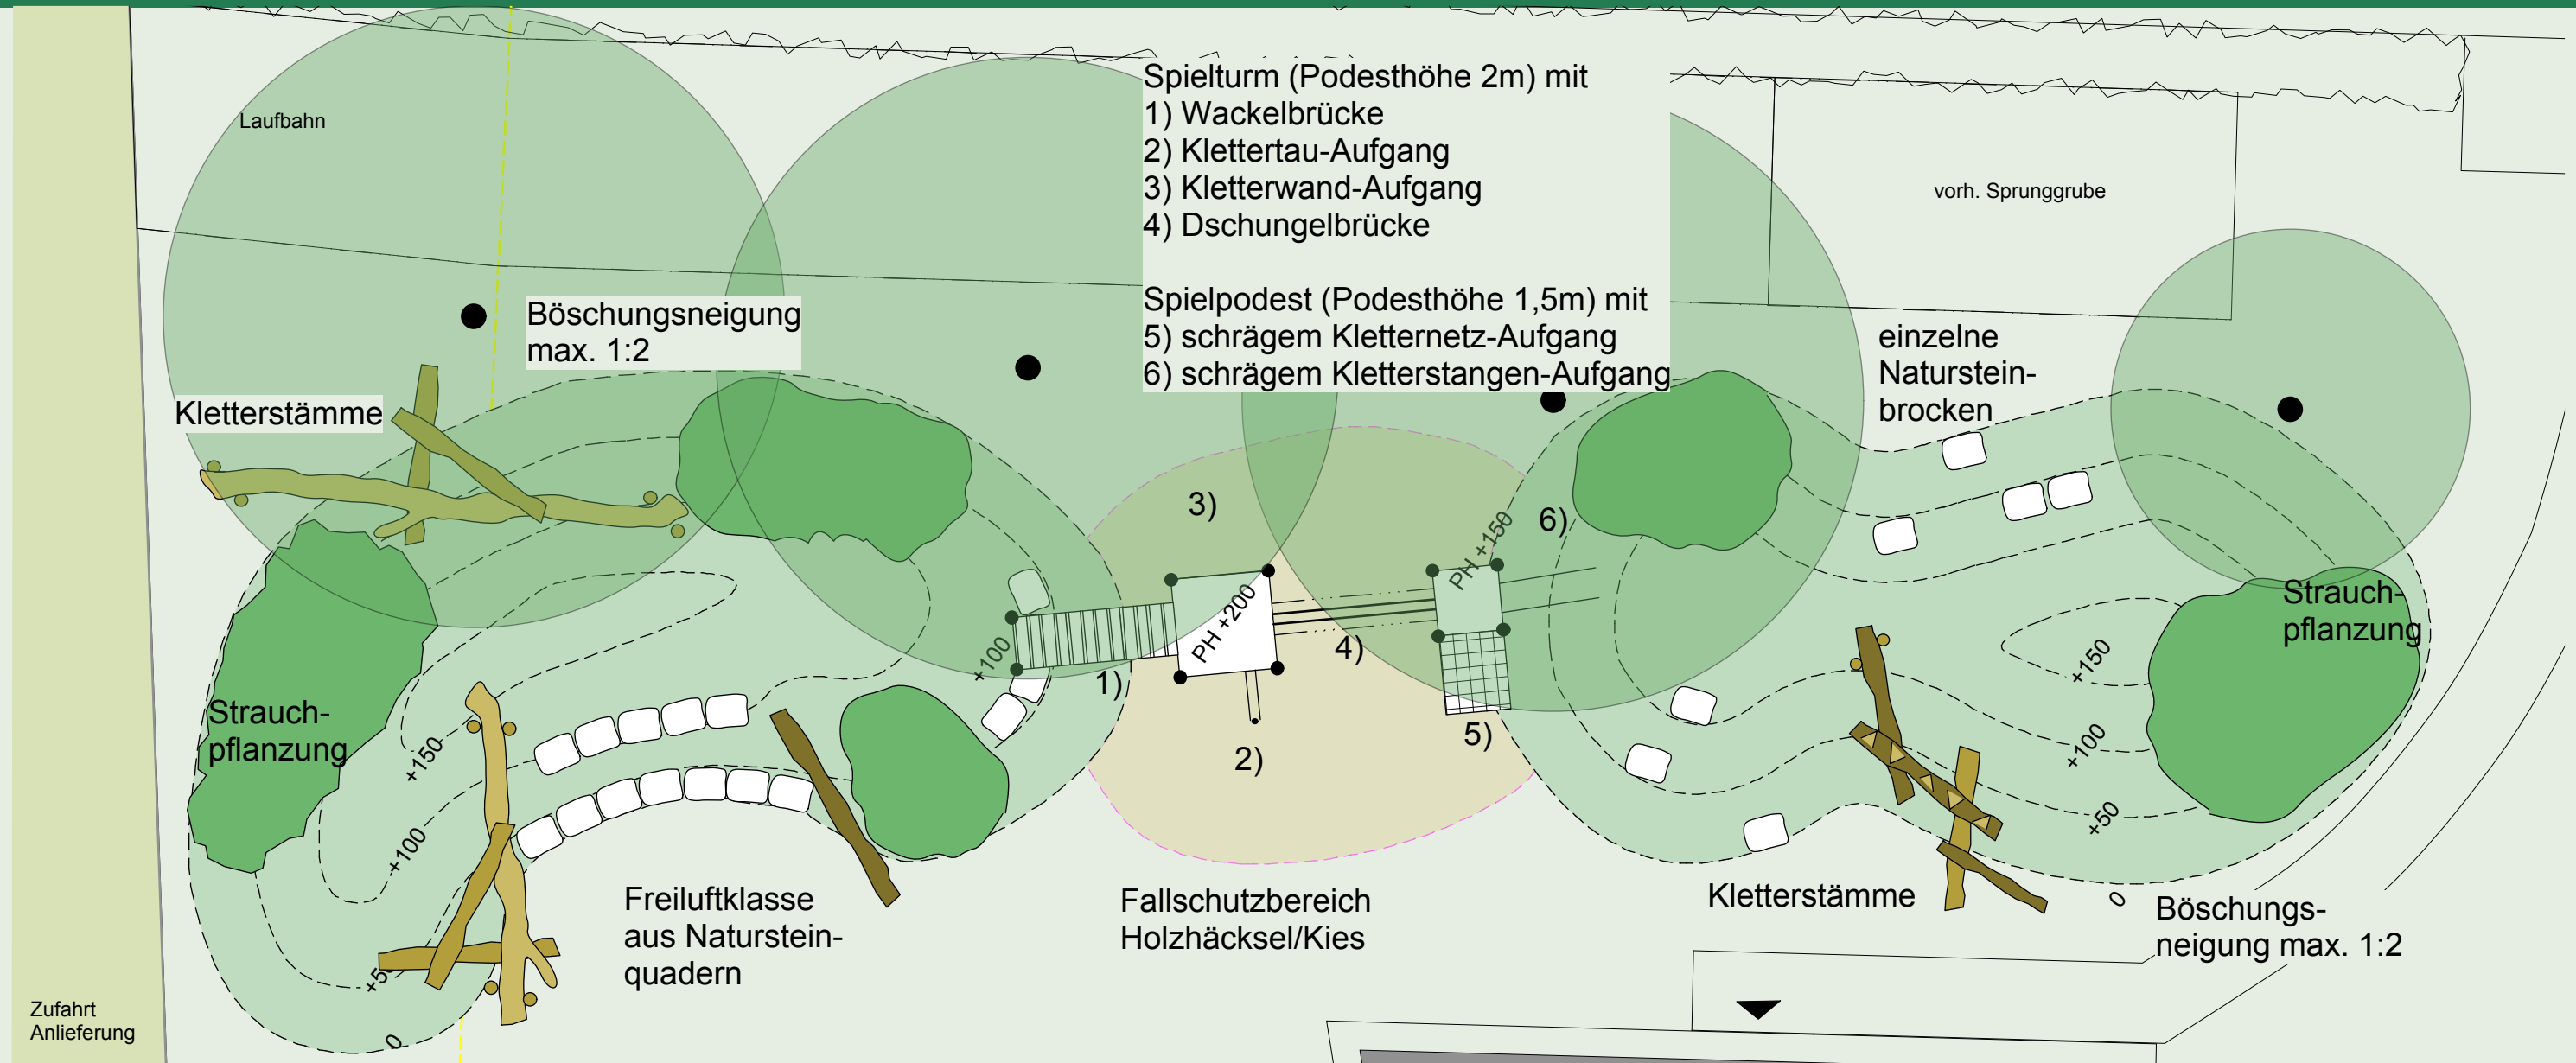 Laufbahn
Spielturm (Podesthöhe 2m) mit
1) Wackelbrücke
2) Klettertau-Aufgang
3) Kletterwand-Aufgang
4) Dschungelbrücke
Spielpodest (Podesthöhe 1,5m) mit
5) schrägem Kletternetz-Aufgang
6) schrägem Kletterstangen-Aufgang
vorh. Sprunggrube
Böschungsneigung
max. 1:2
einzelne
Naturstein-
brocken
Kletterstämme
3)
6)
PH +150
PH +200
+100
4)
1)
5)
2)
Strauch-
pflanzung
Strauch-
pflanzung
+150
+100
+50
0
+150
+100
+50
0
Freiluftklasse
aus Naturstein-
quadern
Fallschutzbereich
Holzhäcksel/Kies
Kletterstämme
Böschungs-
neigung max. 1:2
Zufahrt
Anlieferung